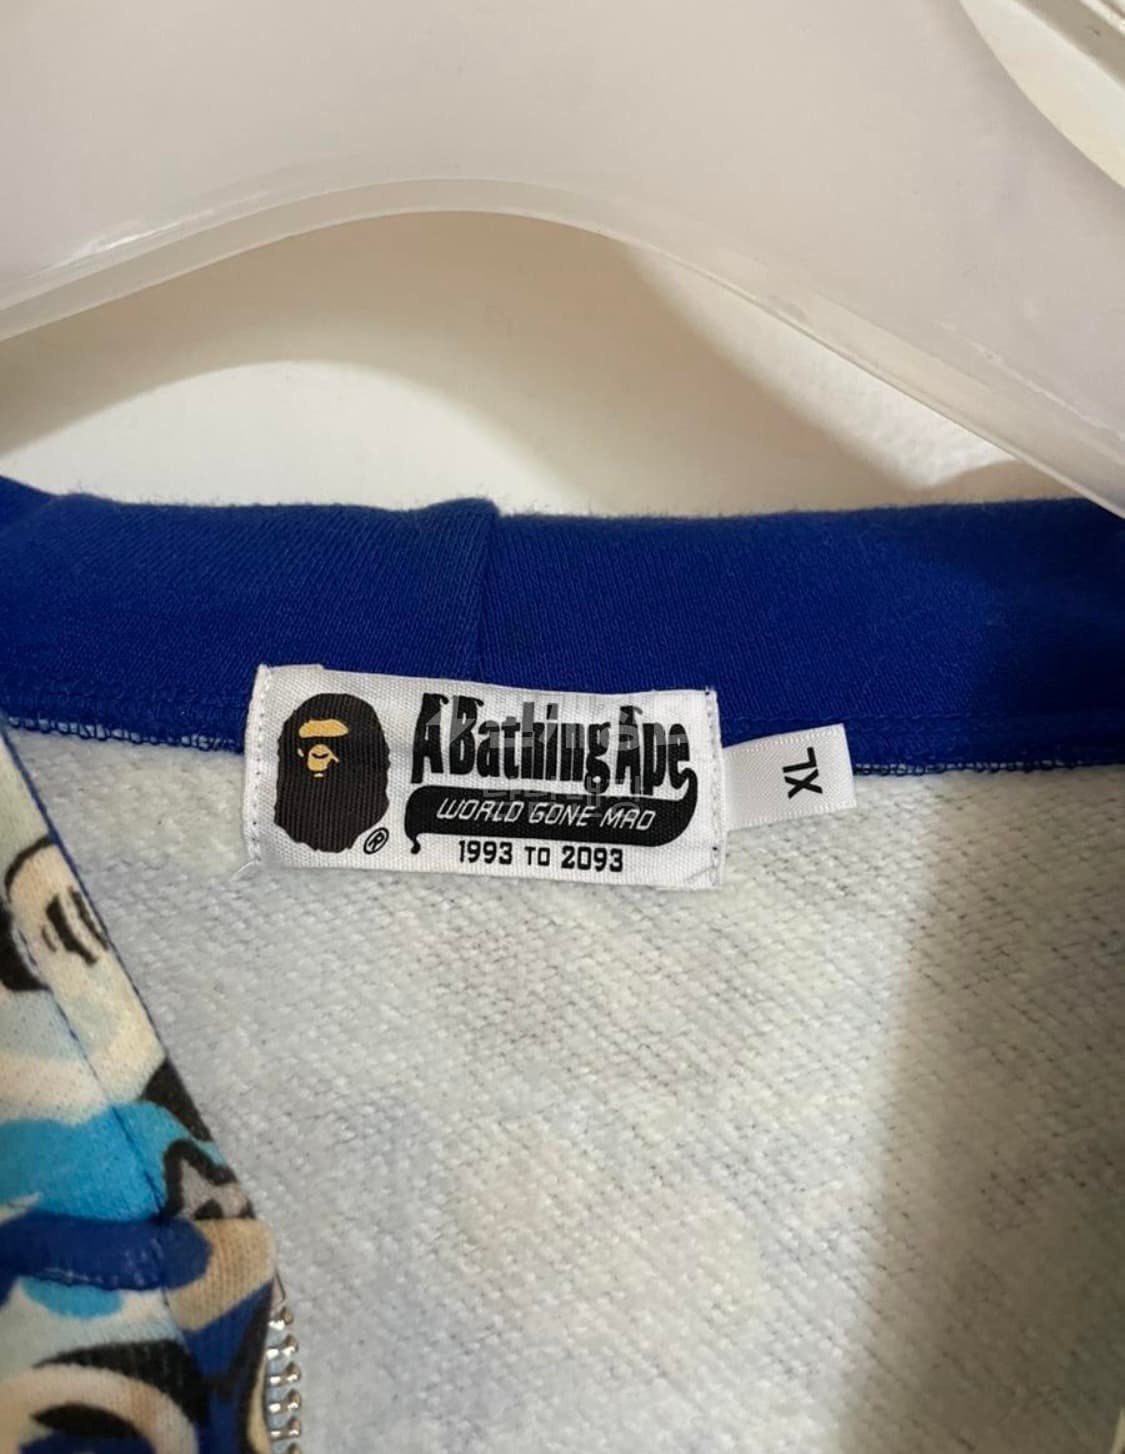 A Bathing Ape
WORLD GONE MAD
1993 TO 2093
®
XL